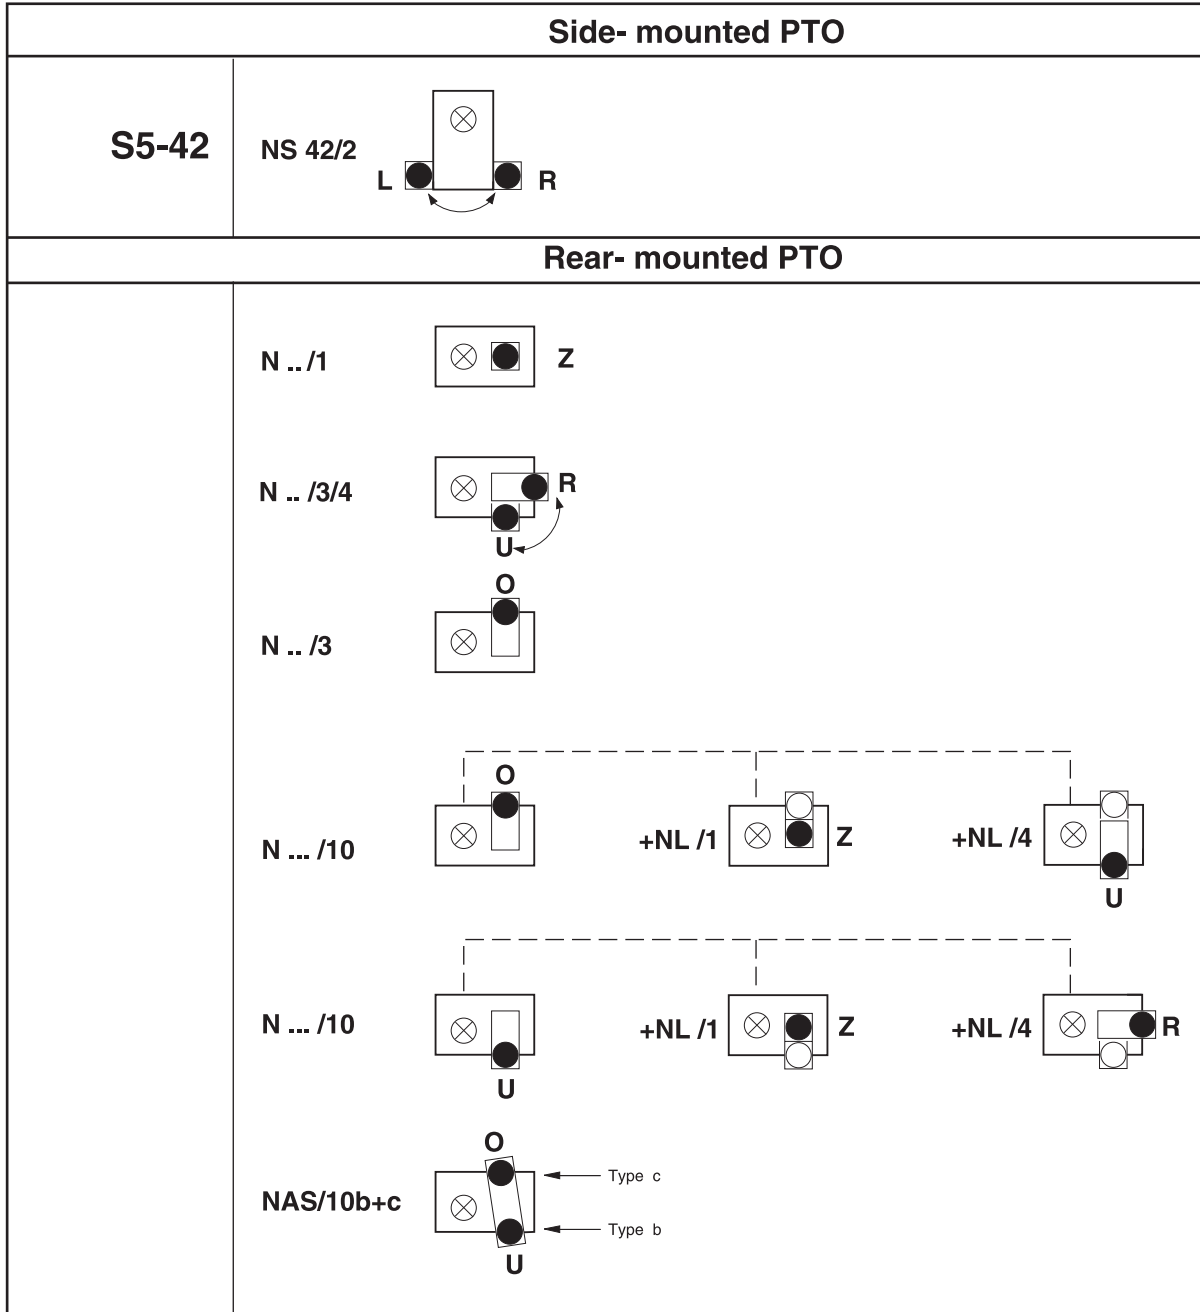 Side- mounted PTO
S5-42
NS 42/2
L
R
Rear- mounted PTO
N .. /1
Z
N .. /3/4
R
U
O
N .. /3
O
N ... /10
+NL /1
Z
+NL /4
U
N ... /10
U
+NL /1
Z
+NL /4
R
O
NAS/10b+c
Type c
Type b
U